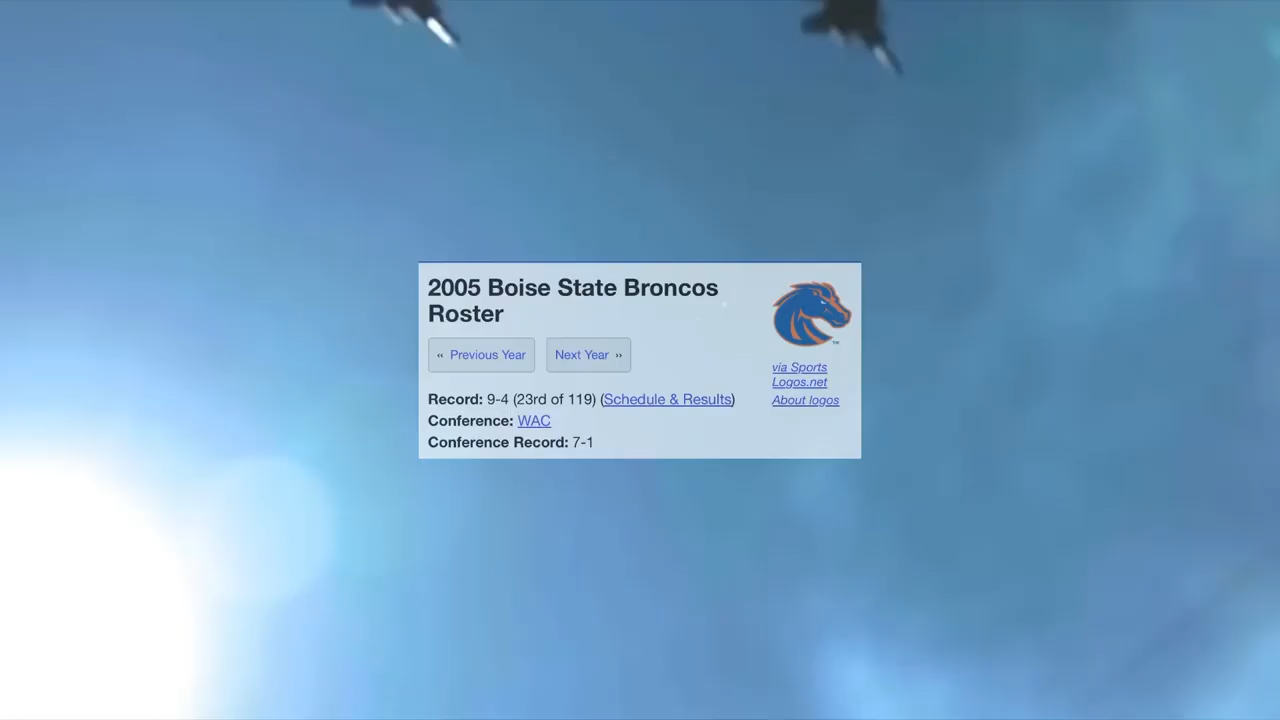 2005 Boise State Broncos
Roster
‹‹ Previous Year
Next Year ››
Record: 9-4 (23rd of 119) (Schedule & Results)
Conference: WAC
Conference Record: 7-1
™
via Sports
Logos.net
About logos